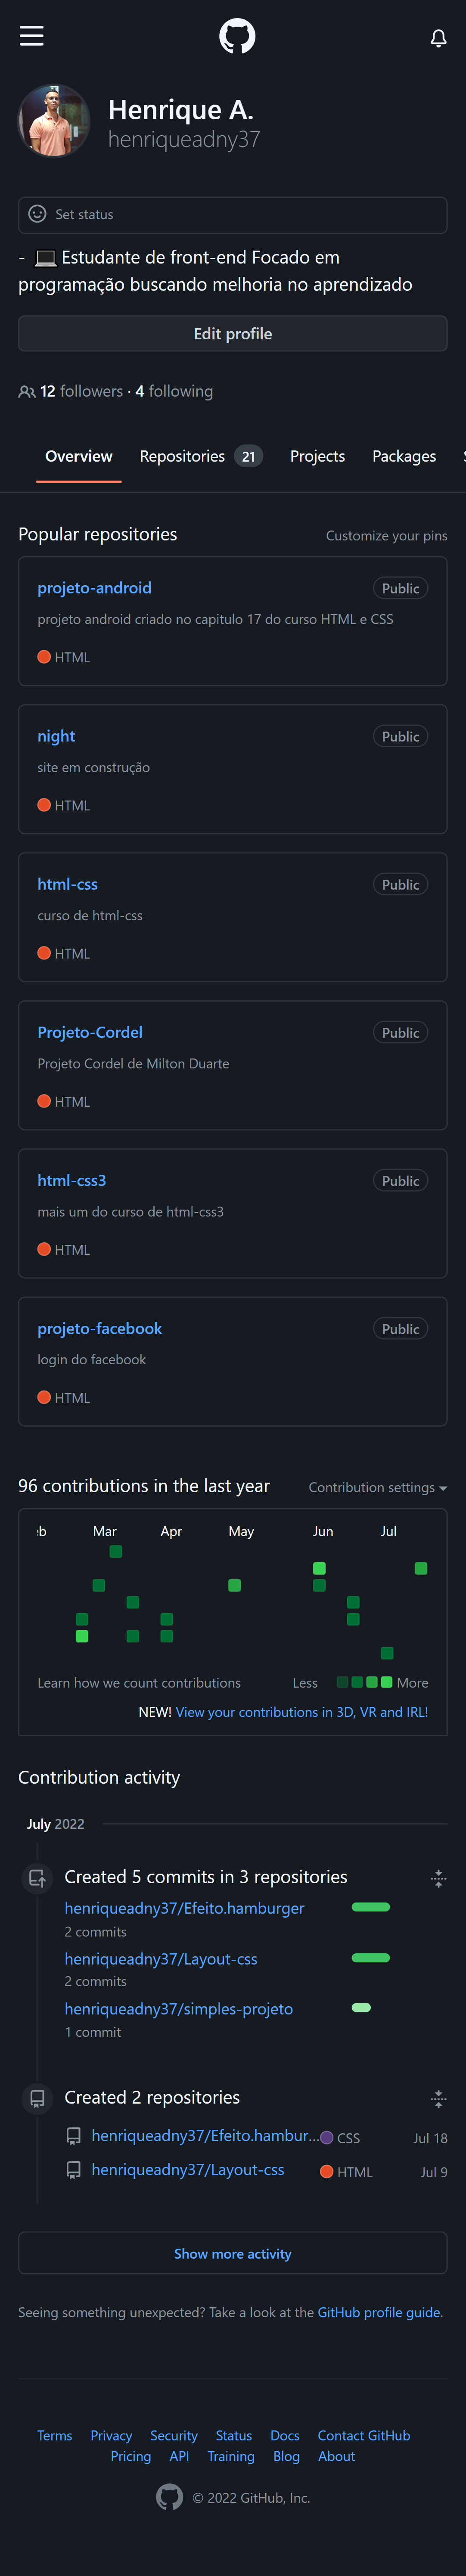 Henrique A.
henriqueadny37
Set status
- 💻 Estudante de front-end Focado em
programação buscando melhoria no aprendizado
Edit profile
12 followers · 4 following
Overview Repositories 21 Projects Packages
Popular repositories Customize your pins
projeto-android Public
projeto android criado no capitulo 17 do curso HTML e CSS
HTML
night Public
site em construção
HTML
html-css Public
curso de html-css
HTML
Projeto-Cordel Public
Projeto Cordel de Milton Duarte
HTML
html-css3 Public
mais um do curso de html-css3
HTML
projeto-facebook Public
login do facebook
HTML
96 contributions in the last year Contribution settings
eb Mar Apr May Jun Jul
Learn how we count contributions Less More
NEW! View your contributions in 3D, VR and IRL!
Contribution activity
July 2022
Created 5 commits in 3 repositories
henriqueadny37/Efeito.hamburger
2 commits
henriqueadny37/Layout-css
2 commits
henriqueadny37/simples-projeto
1 commit
Created 2 repositories
henriqueadny37/Efeito.hambur... CSS Jul 18
henriqueadny37/Layout-css HTML Jul 9
Show more activity
Seeing something unexpected? Take a look at the GitHub profile guide.
Terms Privacy Security Status Docs Contact GitHub
Pricing API Training Blog About
© 2022 GitHub, Inc.